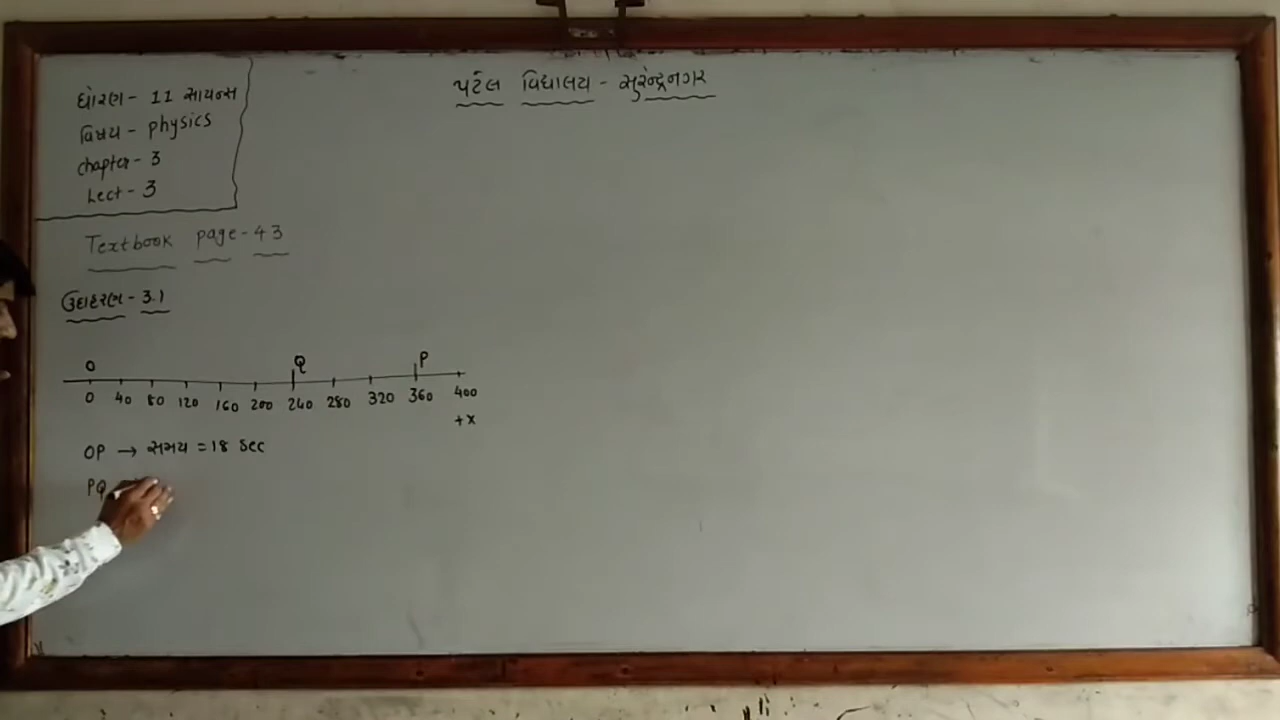 પટેલ વિદ્યાલય - સુરેન્દ્રનગર
ધોરણ - 11 સાયન્સ
વિષય - physics
chapter - 3
Lect - 3
Textbook page - 43
ઉદાહરણ - 3.1
O Q P
0 40 80 120 160 200 240 280 320 360 400
+x
OP → સમય = 18 Sec
PQ